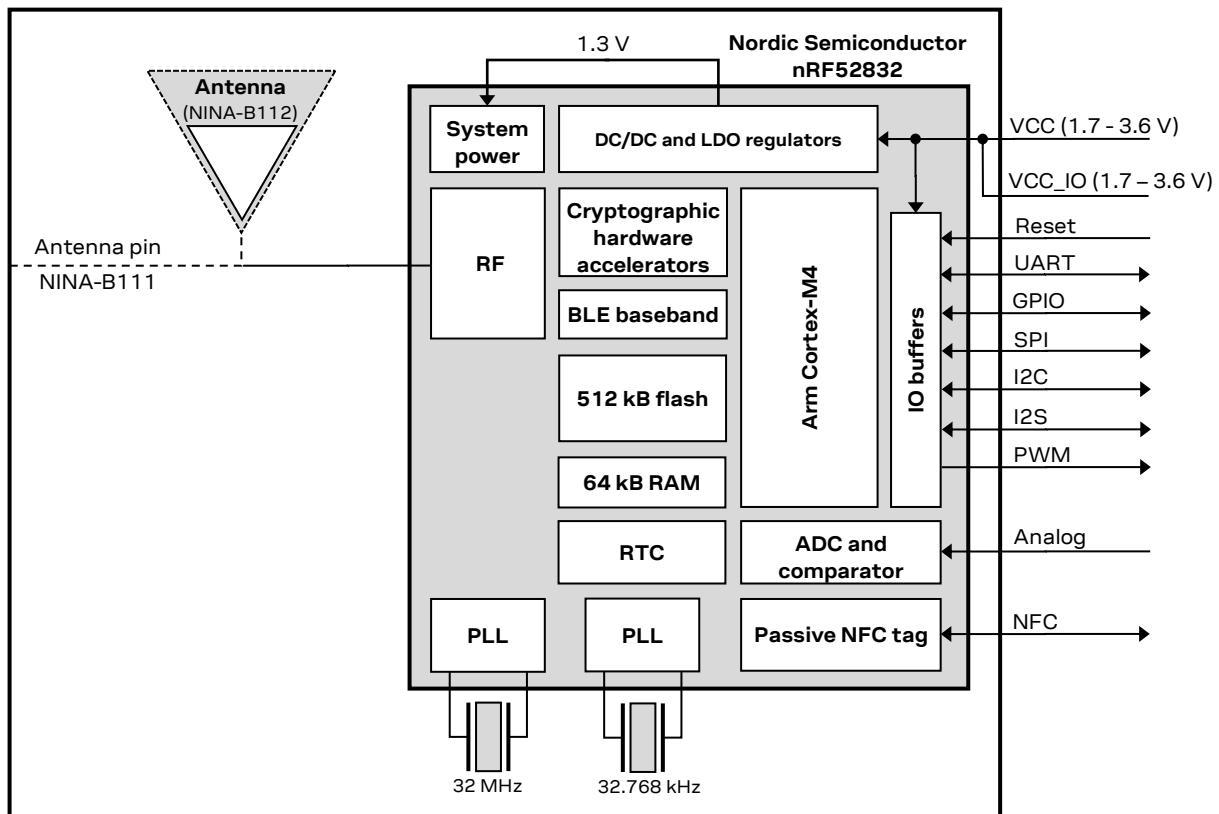 1.3 V
Nordic Semiconductor
nRF52832
Antenna
(NINA-B112)
System
power
DC/DC and LDO regulators
VCC (1.7 - 3.6 V)
VCC_IO (1.7 – 3.6 V)
Antenna pin
NINA-B111
RF
Cryptographic
hardware
accelerators
BLE baseband
512 kB flash
64 kB RAM
RTC
Arm Cortex-M4
IO buffers
Reset
UART
GPIO
SPI
I2C
I2S
PWM
ADC and
comparator
Analog
PLL
PLL
Passive NFC tag
NFC
32 MHz
32.768 kHz